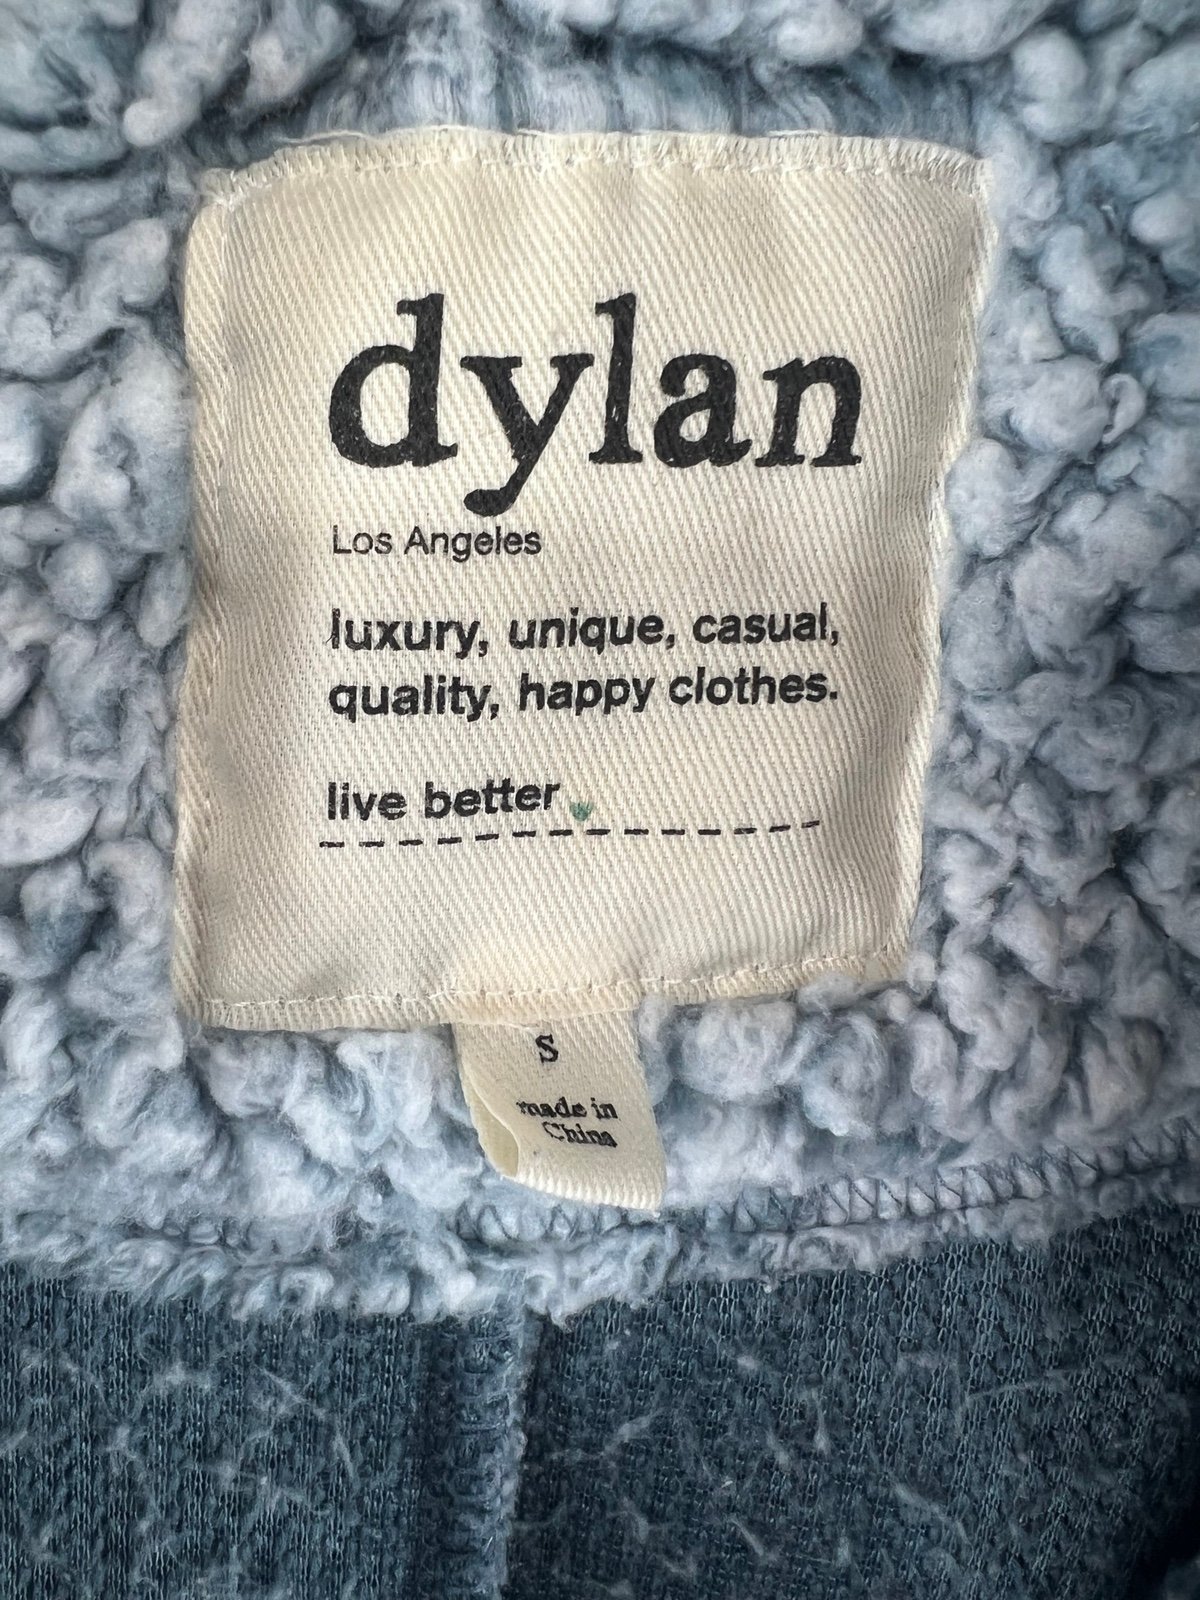 dylan
Los Angeles
luxury, unique, casual,
quality, happy clothes.
live better
S
made in
China